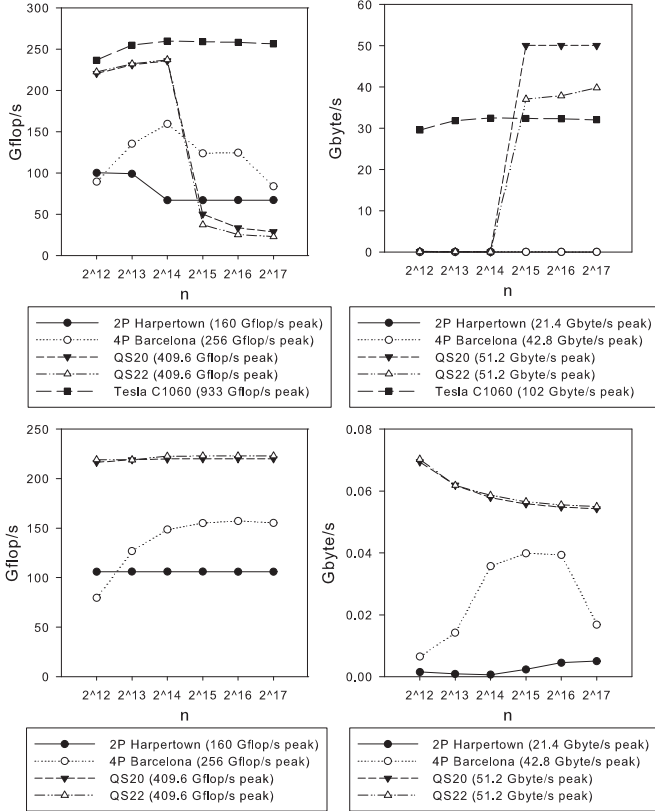 300
250
200
150
100
50
0
Gflop/s
2^12 2^13 2^14 2^15 2^16 2^17
n
2P Harpertown (160 Gflop/s peak)
4P Barcelona (256 Gflop/s peak)
QS20 (409.6 Gflop/s peak)
QS22 (409.6 Gflop/s peak)
Tesla C1060 (933 Gflop/s peak)
60
50
40
30
20
10
0
Gbyte/s
2^12 2^13 2^14 2^15 2^16 2^17
n
2P Harpertown (21.4 Gbyte/s peak)
4P Barcelona (42.8 Gbyte/s peak)
QS20 (51.2 Gbyte/s peak)
QS22 (51.2 Gbyte/s peak)
Tesla C1060 (102 Gbyte/s peak)
250
200
150
100
50
0
Gflop/s
2^12 2^13 2^14 2^15 2^16 2^17
n
2P Harpertown (160 Gflop/s peak)
4P Barcelona (256 Gflop/s peak)
QS20 (409.6 Gflop/s peak)
QS22 (409.6 Gflop/s peak)
0.08
0.06
0.04
0.02
0.00
Gbyte/s
2^12 2^13 2^14 2^15 2^16 2^17
n
2P Harpertown (21.4 Gbyte/s peak)
4P Barcelona (42.8 Gbyte/s peak)
QS20 (51.2 Gbyte/s peak)
QS22 (51.2 Gbyte/s peak)